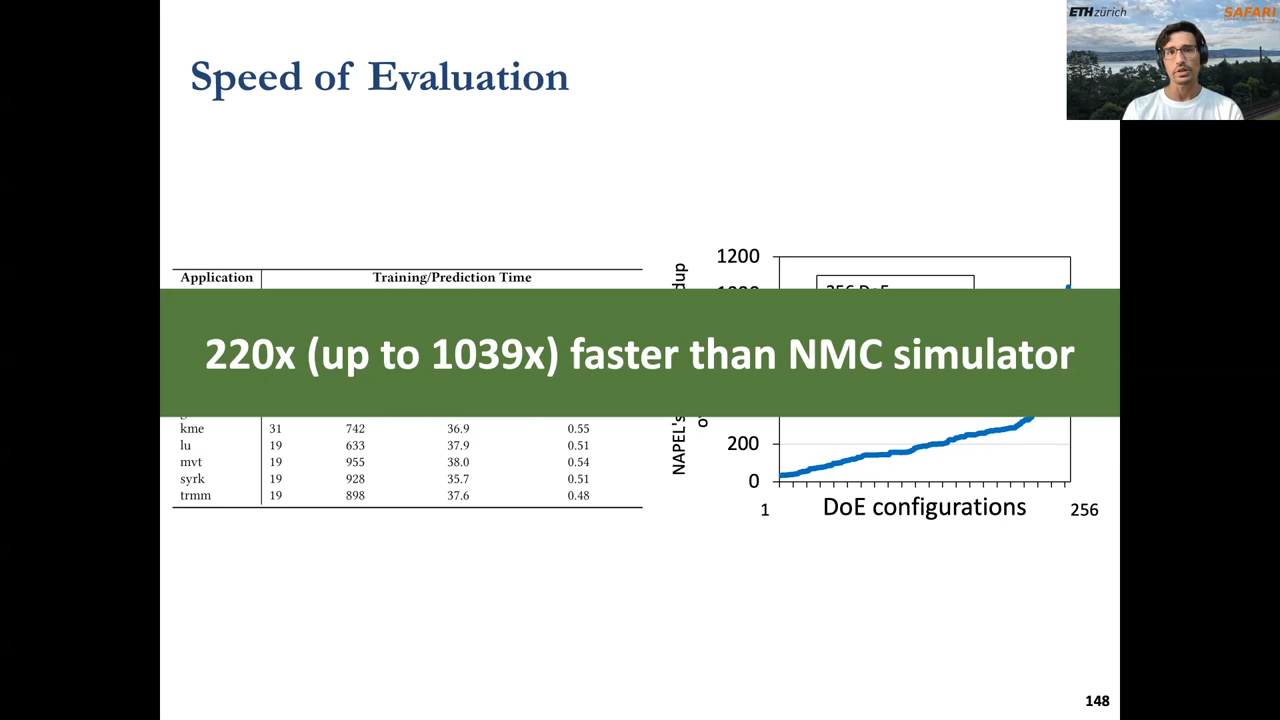 ETH zürich
SAFARI
Speed of Evaluation
Application Training/Prediction Time
1200
220x (up to 1039x) faster than NMC simulator
kme 31 742 36.9 0.55
lu 19 633 37.9 0.51
mvt 19 955 38.0 0.54
syrk 19 928 35.7 0.51
trmm 19 898 37.6 0.48
NAPEL's
200
0
1 DoE configurations 256
148